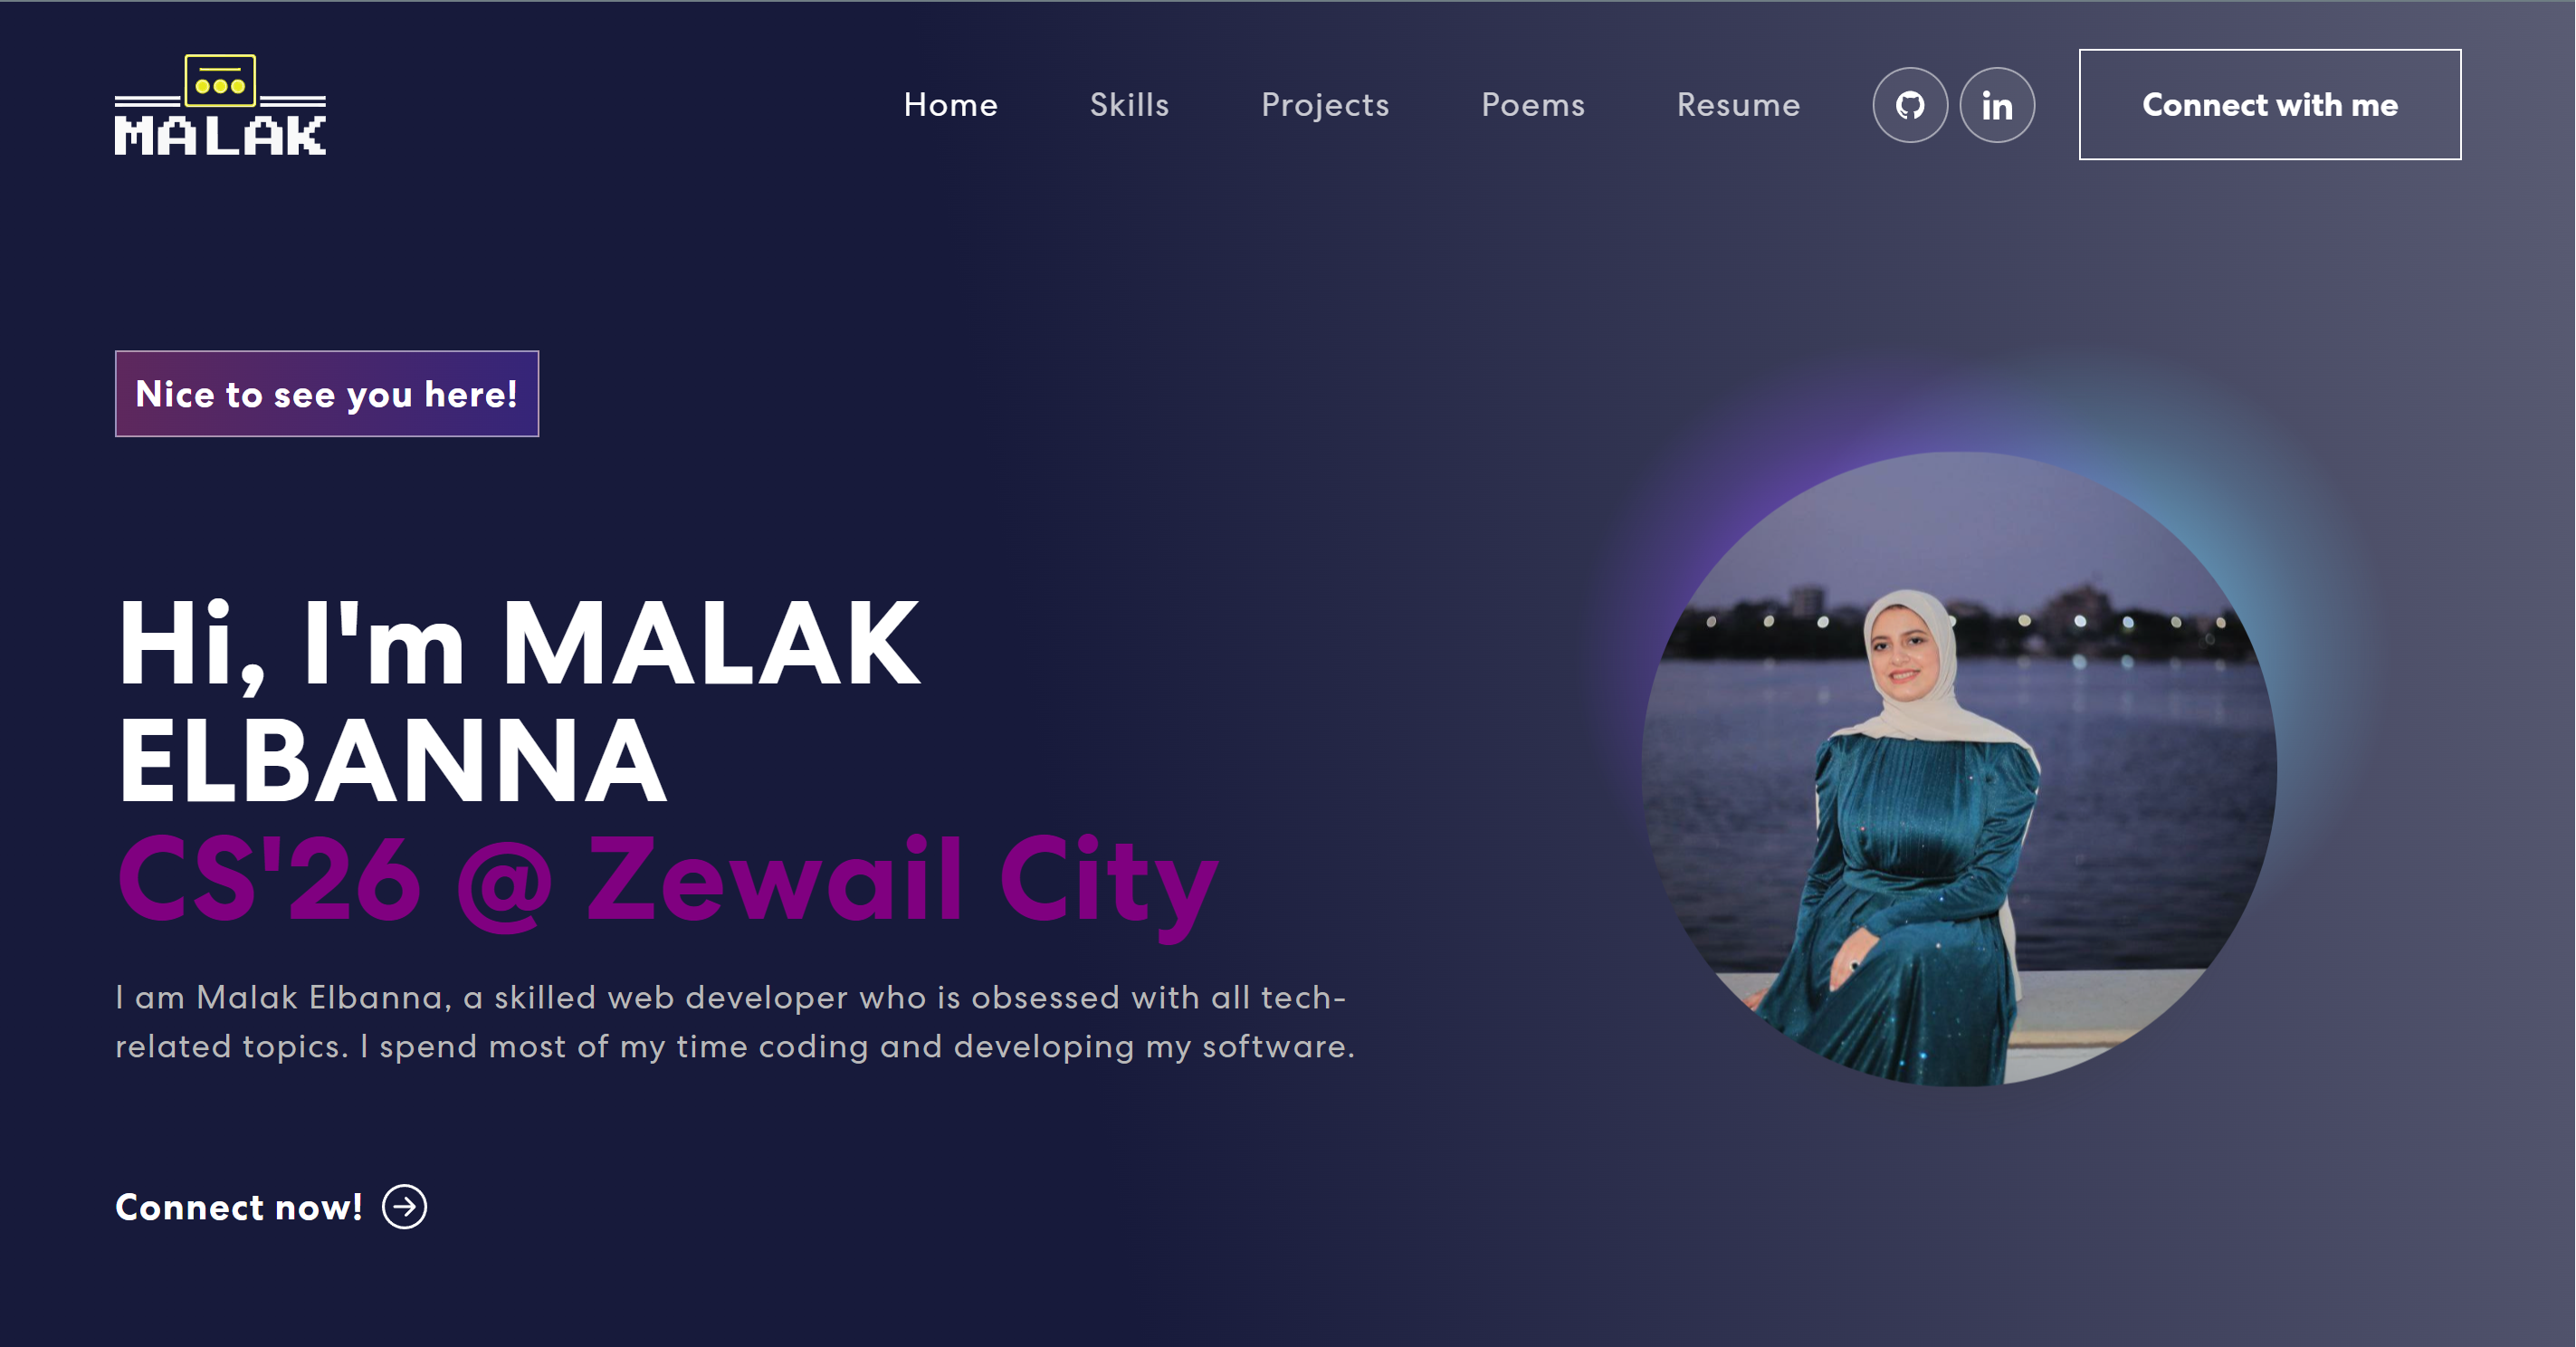 MALAK
Home Skills Projects Poems Resume in Connect with me
Nice to see you here!
Hi, I'm MALAK
ELBANNA
CS'26 @ Zewail City
I am Malak Elbanna, a skilled web developer who is obsessed with all tech-
related topics. I spend most of my time coding and developing my software.
Connect now!